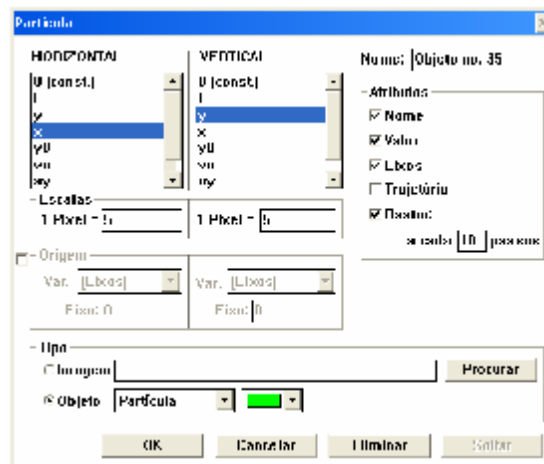 Partícula
HORIZONTAL
VERTICAL
Nome: Objeto no. 35
0 (const.)
t
y
x
y0
vy
0 (const.)
t
y
x
y0
vy
Atributos
Nome
Valor
Eixos
Trajetória
Rastro:
a cada 10 passos
Escalas
1 Pixel = 5
1 Pixel = 5
Origem
Var. (Eixos)
Var. (Eixos)
Fixo: 0
Fixo: 0
Tipo
Imagem
Procurar
Objeto Partícula
OK
Cancelar
Eliminar
Soltar